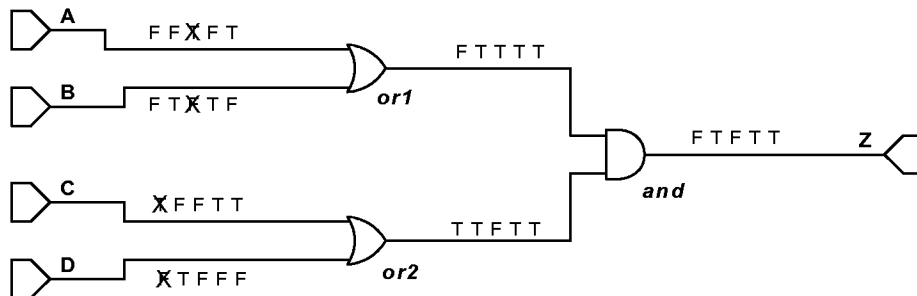 A
F F T F T
B
F T F T F
or1
F T T T T
and
F T F T T
Z
C
T F F T T
D
F T F F F
or2
T T F T T